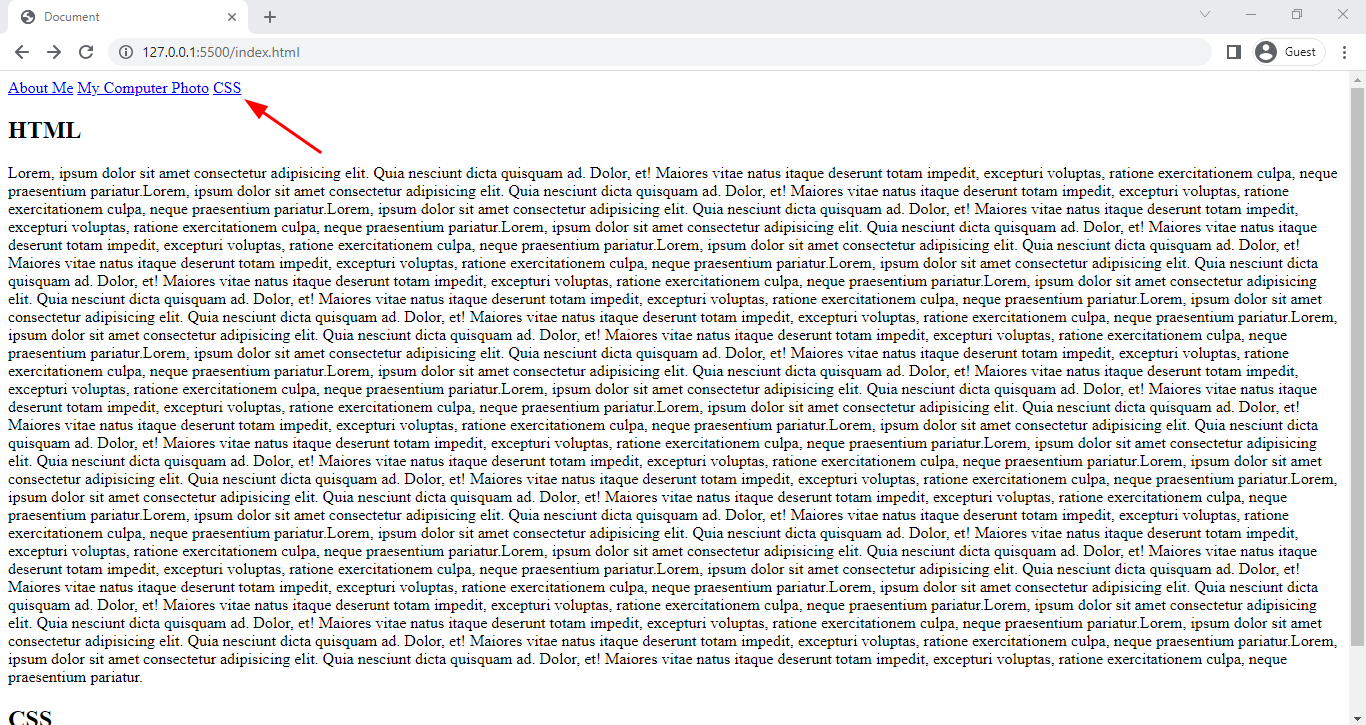 Document
127.0.0.1:5500/index.html
Guest
About Me My Computer Photo CSS
HTML
Lorem, ipsum dolor sit amet consectetur adipisicing elit. Quia nesciunt dicta quisquam ad. Dolor, et! Maiores vitae natus itaque deserunt totam impedit, excepturi voluptas, ratione exercitationem culpa, neque
praesentium pariatur.Lorem, ipsum dolor sit amet consectetur adipisicing elit. Quia nesciunt dicta quisquam ad. Dolor, et! Maiores vitae natus itaque deserunt totam impedit, excepturi voluptas, ratione
exercitationem culpa, neque praesentium pariatur.Lorem, ipsum dolor sit amet consectetur adipisicing elit. Quia nesciunt dicta quisquam ad. Dolor, et! Maiores vitae natus itaque deserunt totam impedit,
excepturi voluptas, ratione exercitationem culpa, neque praesentium pariatur.Lorem, ipsum dolor sit amet consectetur adipisicing elit. Quia nesciunt dicta quisquam ad. Dolor, et! Maiores vitae natus itaque
deserunt totam impedit, excepturi voluptas, ratione exercitationem culpa, neque praesentium pariatur.Lorem, ipsum dolor sit amet consectetur adipisicing elit. Quia nesciunt dicta quisquam ad. Dolor, et!
Maiores vitae natus itaque deserunt totam impedit, excepturi voluptas, ratione exercitationem culpa, neque praesentium pariatur.Lorem, ipsum dolor sit amet consectetur adipisicing elit. Quia nesciunt dicta
quisquam ad. Dolor, et! Maiores vitae natus itaque deserunt totam impedit, excepturi voluptas, ratione exercitationem culpa, neque praesentium pariatur.Lorem, ipsum dolor sit amet consectetur adipisicing
elit. Quia nesciunt dicta quisquam ad. Dolor, et! Maiores vitae natus itaque deserunt totam impedit, excepturi voluptas, ratione exercitationem culpa, neque praesentium pariatur.Lorem, ipsum dolor sit amet
consectetur adipisicing elit. Quia nesciunt dicta quisquam ad. Dolor, et! Maiores vitae natus itaque deserunt totam impedit, excepturi voluptas, ratione exercitationem culpa, neque praesentium pariatur.Lorem,
ipsum dolor sit amet consectetur adipisicing elit. Quia nesciunt dicta quisquam ad. Dolor, et! Maiores vitae natus itaque deserunt totam impedit, excepturi voluptas, ratione exercitationem culpa, neque
praesentium pariatur.Lorem, ipsum dolor sit amet consectetur adipisicing elit. Quia nesciunt dicta quisquam ad. Dolor, et! Maiores vitae natus itaque deserunt totam impedit, excepturi voluptas, ratione
exercitationem culpa, neque praesentium pariatur.Lorem, ipsum dolor sit amet consectetur adipisicing elit. Quia nesciunt dicta quisquam ad. Dolor, et! Maiores vitae natus itaque deserunt totam impedit,
excepturi voluptas, ratione exercitationem culpa, neque praesentium pariatur.Lorem, ipsum dolor sit amet consectetur adipisicing elit. Quia nesciunt dicta quisquam ad. Dolor, et! Maiores vitae natus itaque
deserunt totam impedit, excepturi voluptas, ratione exercitationem culpa, neque praesentium pariatur.Lorem, ipsum dolor sit amet consectetur adipisicing elit. Quia nesciunt dicta quisquam ad. Dolor, et!
Maiores vitae natus itaque deserunt totam impedit, excepturi voluptas, ratione exercitationem culpa, neque praesentium pariatur.Lorem, ipsum dolor sit amet consectetur adipisicing elit. Quia nesciunt dicta
quisquam ad. Dolor, et! Maiores vitae natus itaque deserunt totam impedit, excepturi voluptas, ratione exercitationem culpa, neque praesentium pariatur.Lorem, ipsum dolor sit amet consectetur adipisicing
elit. Quia nesciunt dicta quisquam ad. Dolor, et! Maiores vitae natus itaque deserunt totam impedit, excepturi voluptas, ratione exercitationem culpa, neque praesentium pariatur.Lorem, ipsum dolor sit amet
consectetur adipisicing elit. Quia nesciunt dicta quisquam ad. Dolor, et! Maiores vitae natus itaque deserunt totam impedit, excepturi voluptas, ratione exercitationem culpa, neque praesentium pariatur.Lorem,
ipsum dolor sit amet consectetur adipisicing elit. Quia nesciunt dicta quisquam ad. Dolor, et! Maiores vitae natus itaque deserunt totam impedit, excepturi voluptas, ratione exercitationem culpa, neque
praesentium pariatur.Lorem, ipsum dolor sit amet consectetur adipisicing elit. Quia nesciunt dicta quisquam ad. Dolor, et! Maiores vitae natus itaque deserunt totam impedit, excepturi voluptas, ratione
exercitationem culpa, neque praesentium pariatur.Lorem, ipsum dolor sit amet consectetur adipisicing elit. Quia nesciunt dicta quisquam ad. Dolor, et! Maiores vitae natus itaque deserunt totam impedit,
excepturi voluptas, ratione exercitationem culpa, neque praesentium pariatur.Lorem, ipsum dolor sit amet consectetur adipisicing elit. Quia nesciunt dicta quisquam ad. Dolor, et! Maiores vitae natus itaque
deserunt totam impedit, excepturi voluptas, ratione exercitationem culpa, neque praesentium pariatur.Lorem, ipsum dolor sit amet consectetur adipisicing elit. Quia nesciunt dicta quisquam ad. Dolor, et!
Maiores vitae natus itaque deserunt totam impedit, excepturi voluptas, ratione exercitationem culpa, neque praesentium pariatur.Lorem, ipsum dolor sit amet consectetur adipisicing elit. Quia nesciunt dicta
quisquam ad. Dolor, et! Maiores vitae natus itaque deserunt totam impedit, excepturi voluptas, ratione exercitationem culpa, neque praesentium pariatur.Lorem, ipsum dolor sit amet consectetur adipisicing
elit. Quia nesciunt dicta quisquam ad. Dolor, et! Maiores vitae natus itaque deserunt totam impedit, excepturi voluptas, ratione exercitationem culpa, neque praesentium pariatur.Lorem, ipsum dolor sit amet
consectetur adipisicing elit. Quia nesciunt dicta quisquam ad. Dolor, et! Maiores vitae natus itaque deserunt totam impedit, excepturi voluptas, ratione exercitationem culpa, neque praesentium pariatur.Lorem,
ipsum dolor sit amet consectetur adipisicing elit. Quia nesciunt dicta quisquam ad. Dolor, et! Maiores vitae natus itaque deserunt totam impedit, excepturi voluptas, ratione exercitationem culpa, neque
praesentium pariatur.
CSS